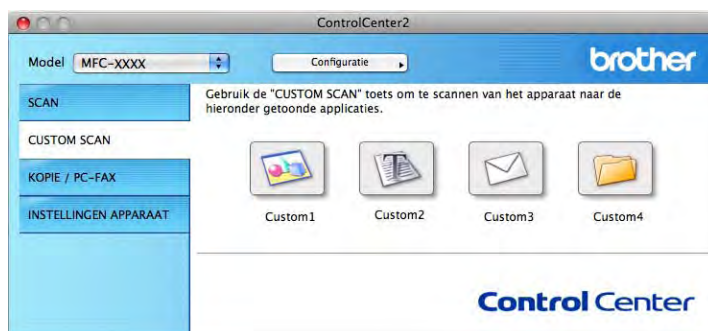 ControlCenter2
Model MFC-XXXX Configuratie brother
SCAN
CUSTOM SCAN
KOPIE / PC-FAX
INSTELLINGEN APPARAAT
Gebruik de "CUSTOM SCAN" toets om te scannen van het apparaat naar de
hieronder getoonde applicaties.
T
Custom1 Custom2 Custom3 Custom4
Control Center